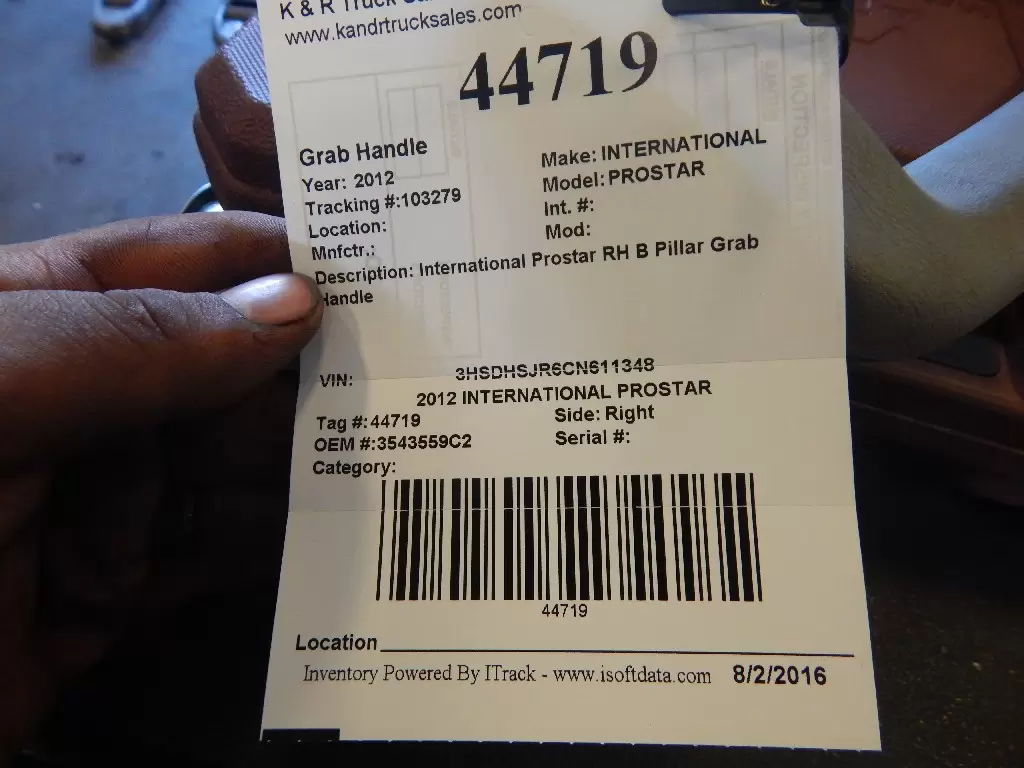 K & R Truck
www.kandrtrucksales.com
44719
Grab Handle
Year: 2012
Tracking #:103279
Location:
Mnfctr.:
Make: INTERNATIONAL
Model: PROSTAR
Int. #:
Mod:
Description: International Prostar RH B Pillar Grab
Handle
VIN: 3HSDHSJR6CN611348
2012 INTERNATIONAL PROSTAR
Tag #:44719
Side: Right
OEM #:3543559C2
Serial #:
Category:
44719
Location
Inventory Powered By ITrack - www.isoftdata.com 8/2/2016